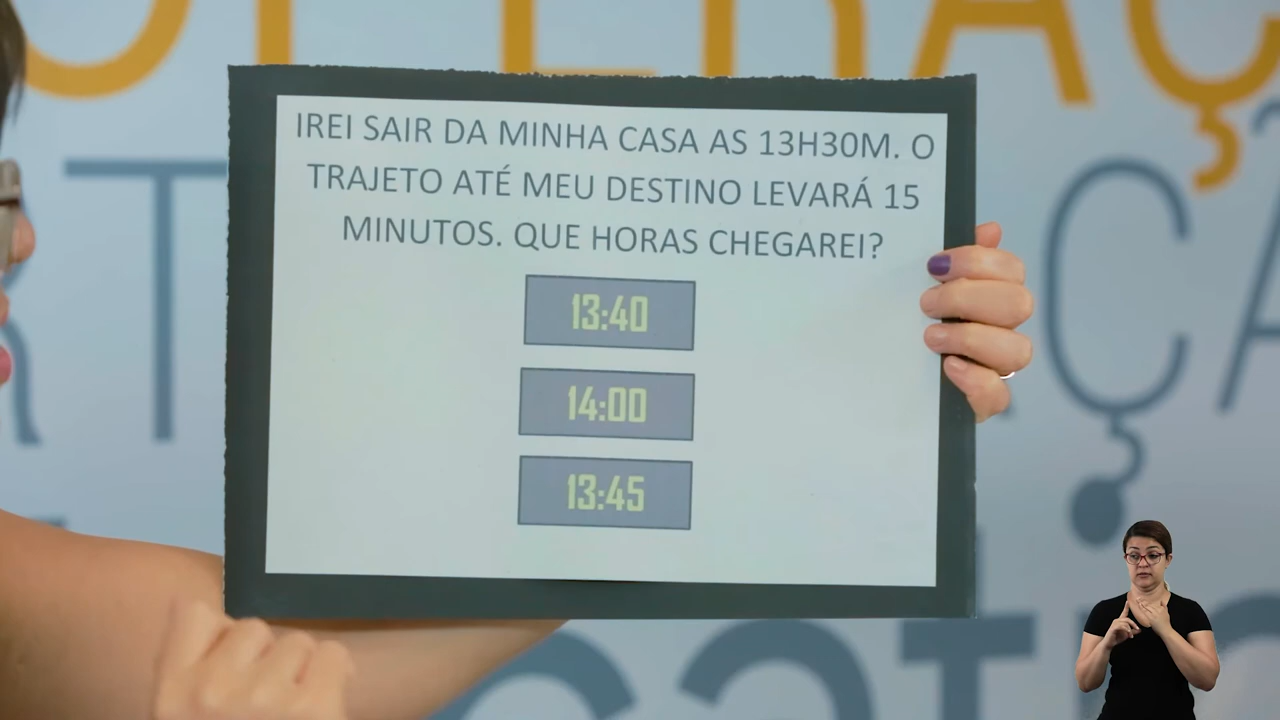 IREI SAIR DA MINHA CASA AS 13H30M. O
TRAJETO ATÉ MEU DESTINO LEVARÁ 15
MINUTOS. QUE HORAS CHEGAREI?
13:40
14:00
13:45